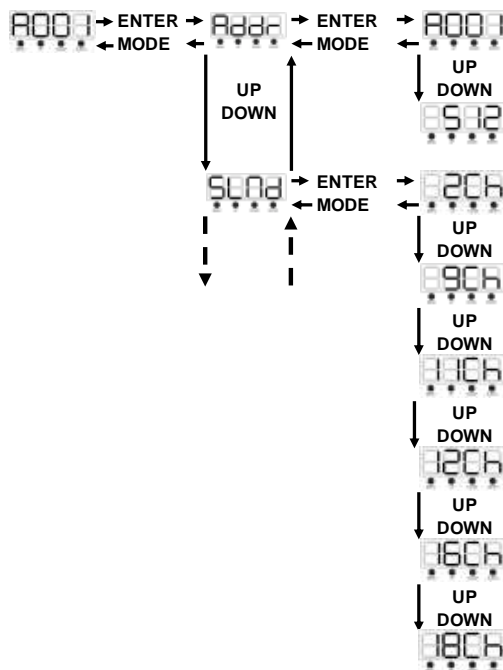 A001 ENTER Addr ENTER A001
MODE MODE
UP
DOWN
UP
DOWN
512
SLMd ENTER 2Ch
MODE
UP
DOWN
9Ch
UP
DOWN
11Ch
UP
DOWN
12Ch
UP
DOWN
16Ch
UP
DOWN
18Ch